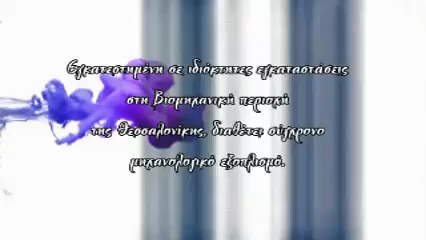 Εγκατεστημένη σε ιδιόκτητες εγκαταστάσεις
στη Βιομηχανική περιοχή
της Θεσσαλονίκης, διαθέτει σύγχρονο
μηχανολογικό εξοπλισμό.